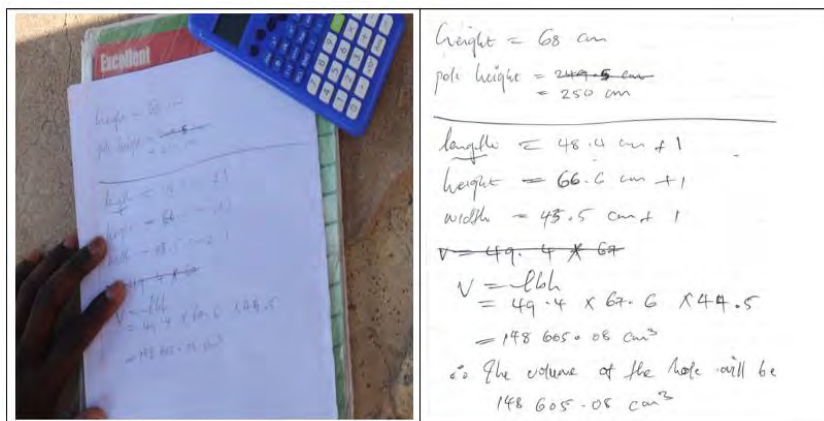 Excellent
height = 68 cm
pole height = 249.5 cm
= 250 cm
length = 48.4 cm + 1
height = 66.6 cm + 1
width = 43.5 cm + 1
V = 49.4 x 67
V = lbh
= 49.4 x 67.6 x 44.5
= 148 605.08 cm³
∴ The volume of the hole will be
148 605.08 cm³